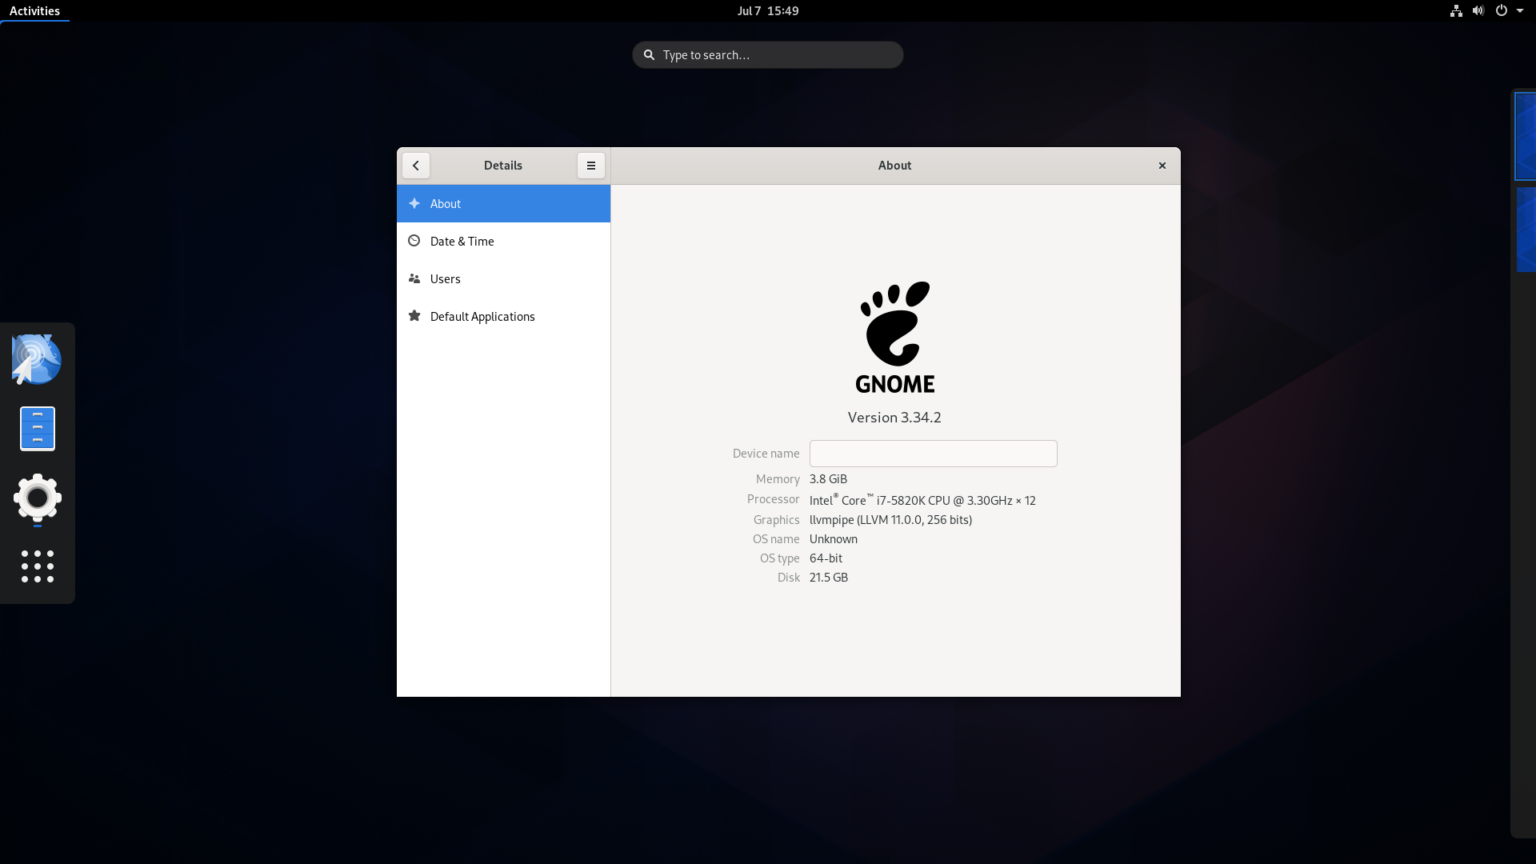 Activities
Jul 7 15:49
Type to search...
Details
About
About
Date & Time
Users
Default Applications
GNOME
Version 3.34.2
Device name
Memory 3.8 GiB
Processor Intel® Core™ i7-5820K CPU @ 3.30GHz × 12
Graphics llvmpipe (LLVM 11.0.0, 256 bits)
OS name Unknown
OS type 64-bit
Disk 21.5 GB